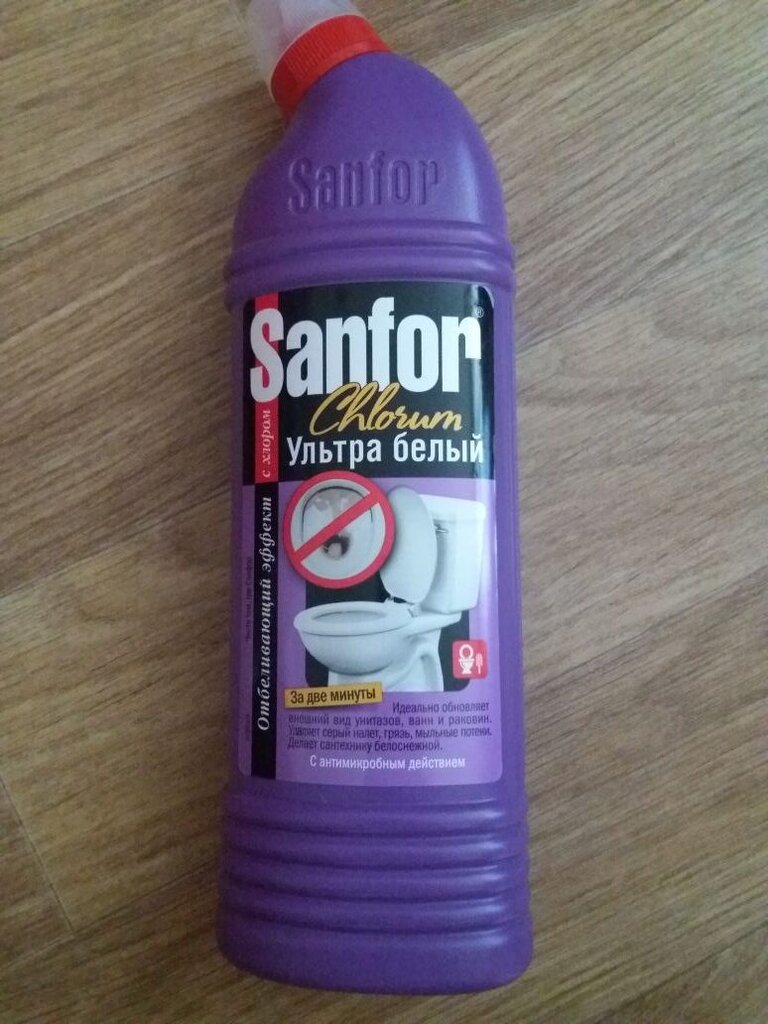 Sanfor
Sanfor®
Chlorum
Ультра белый
с хлором
Отбеливающий эффект
За две минуты
Идеально обновляет
внешний вид унитазов, ванн и раковин.
Удаляет серый налет, грязь, мыльные потеки.
Делает сантехнику белоснежной.
С антимикробным действием